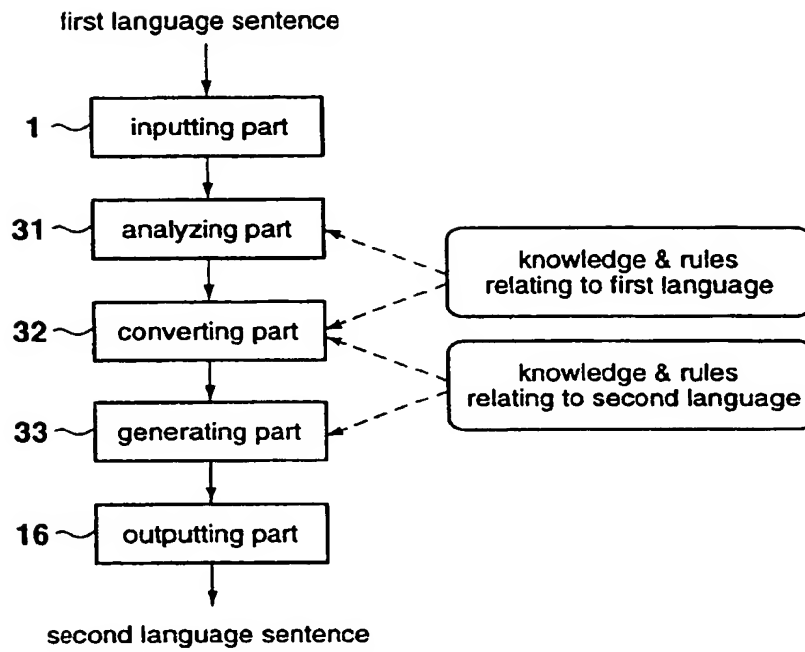 first language sentence
1
inputting part
31
analyzing part
knowledge & rules
relating to first language
32
converting part
knowledge & rules
relating to second language
33
generating part
16
outputting part
second language sentence